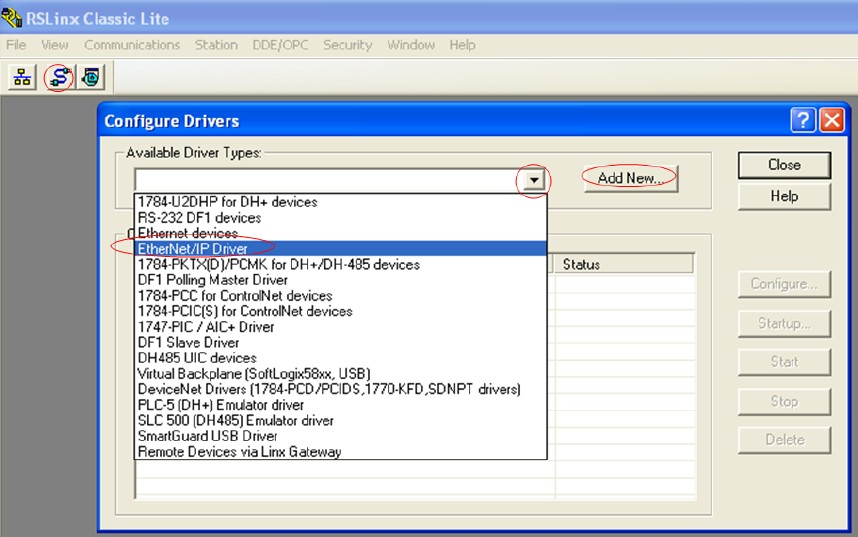 RSLinx Classic Lite
File View Communications Station DDE/OPC Security Window Help
Configure Drivers
Available Driver Types:
Close
Add New...
Help
1784-U2DHP for DH+ devices
RS-232 DF1 devices
Ethernet devices
EtherNet/IP Driver
Status
1784-PKTX(D)/PCMK for DH+/DH-485 devices
DF1 Polling Master Driver
Configure...
1784-PCC for ControlNet devices
1784-PCIC(S) for ControlNet devices
Startup...
1747-PIC / AIC+ Driver
DF1 Slave Driver
DH485 UIC devices
Start
Virtual Backplane (SoftLogix58xx, USB)
DeviceNet Drivers (1784-PCD/PCIDS,1770-KFD,SDNPT drivers)
PLC-5 (DH+) Emulator driver
Stop
SLC 500 (DH485) Emulator driver
SmartGuard USB Driver
Delete
Remote Devices via Linx Gateway